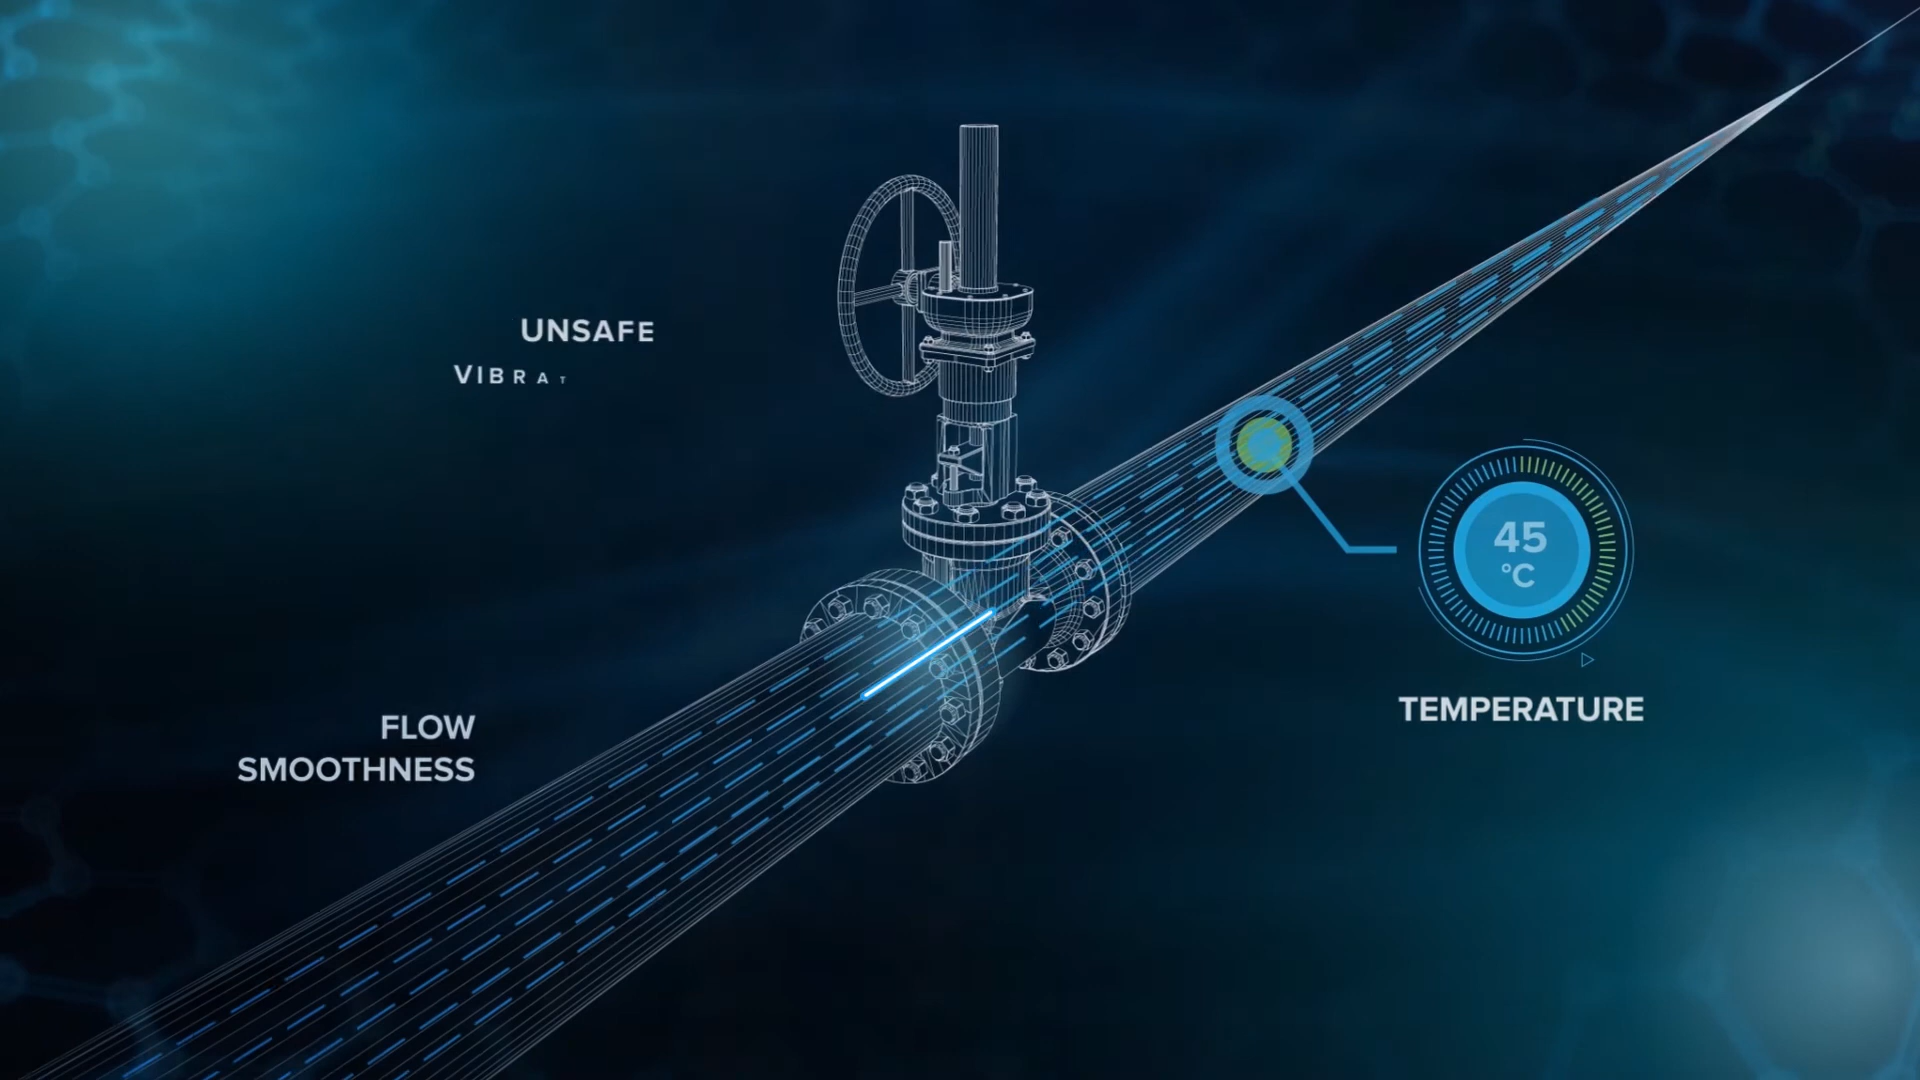 UNSAFE
VIBRAT
45
°C
TEMPERATURE
FLOW
SMOOTHNESS